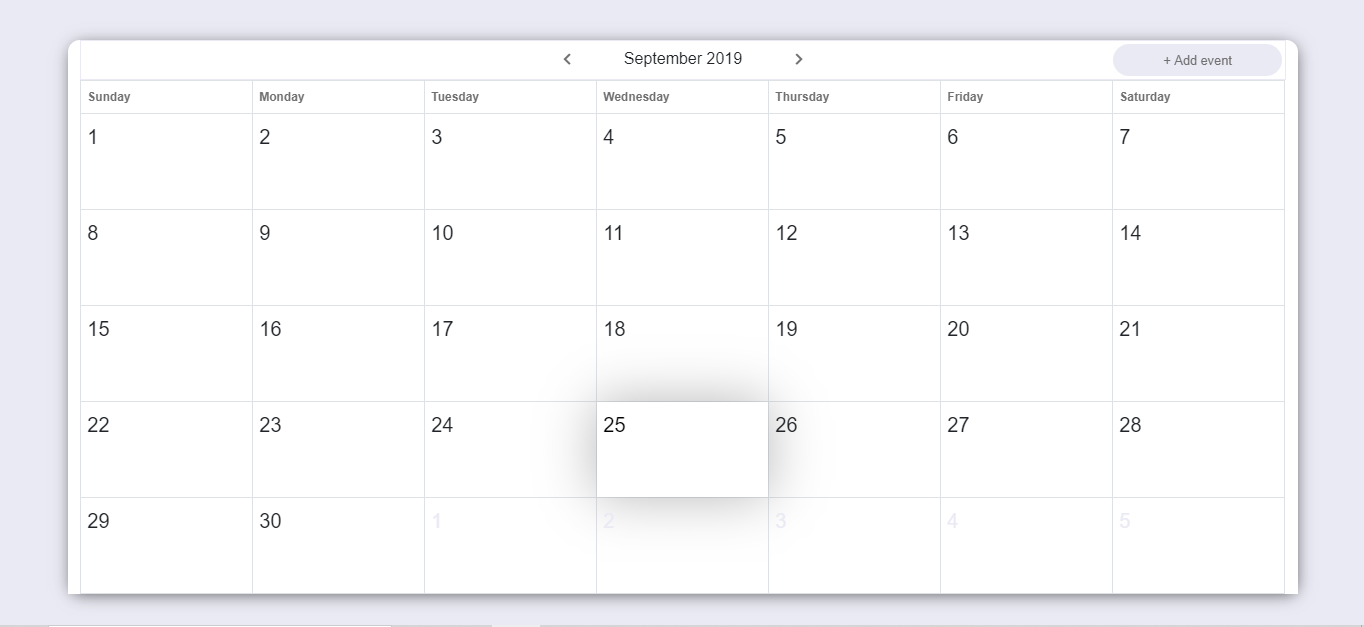 September 2019
+ Add event
Sunday Monday Tuesday Wednesday Thursday Friday Saturday
1 2 3 4 5 6 7
8 9 10 11 12 13 14
15 16 17 18 19 20 21
22 23 24 25 26 27 28
29 30 1 2 3 4 5